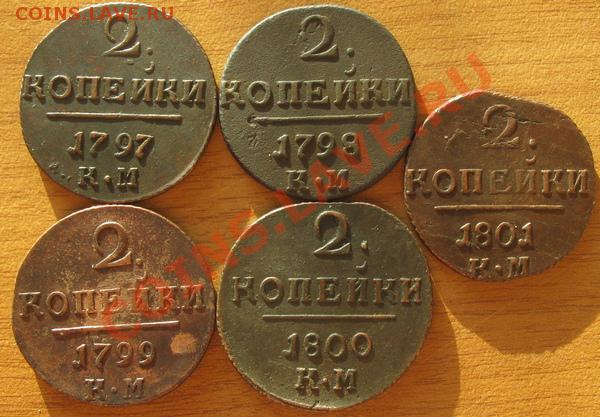 COINS.LAVE.RU
2
КОПЕЙКИ
1797
К•М
2
КОПЕЙКИ
1798
К•М
2
КОПЕЙКИ
1801
К•М
2
КОПЕЙКИ
1799
К•М
2
КОПЕЙКИ
1800
К•М
COINS.LAVE.RU